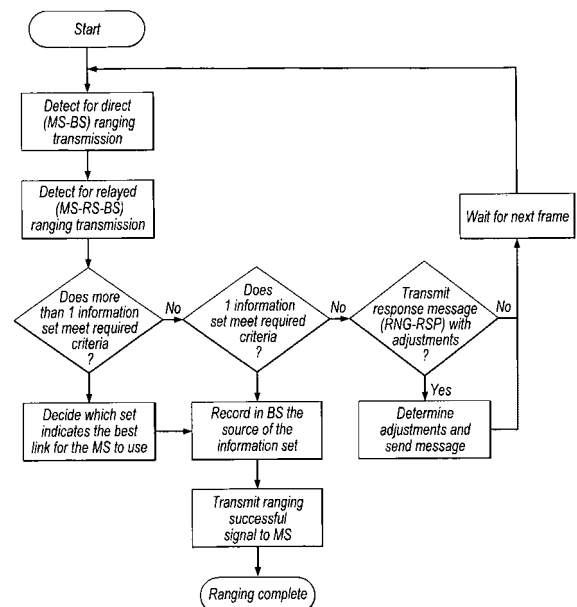 Start
Detect for direct
(MS-BS) ranging
transmission
Detect for relayed
(MS-RS-BS)
ranging transmission
Wait for next frame
Does more
than 1 information
set meet required
criteria
?
No
Does
1 information
set meet required
criteria
?
No
Transmit
response message
(RNG-RSP) with
adjustments
?
No
Yes
Decide which set
indicates the best
link for the MS to use
Record in BS the
source of the
information set
Determine
adjustments and
send message
Transmit ranging
successful
signal to MS
Ranging complete